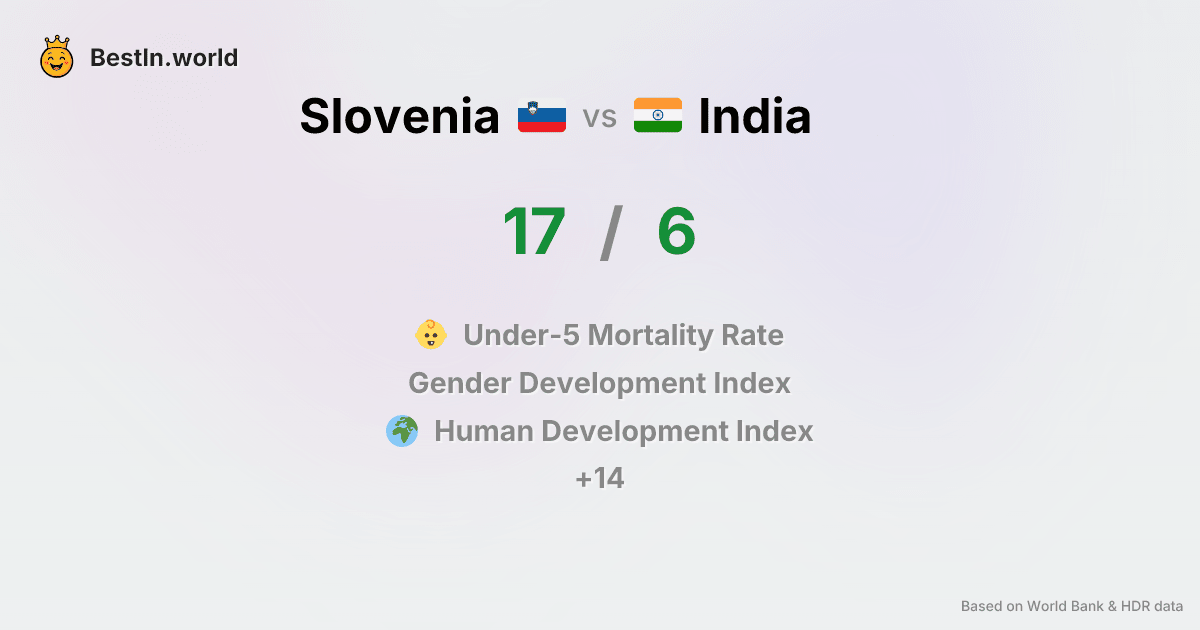 BestIn.world
Slovenia vs India
17 / 6
Under-5 Mortality Rate
Gender Development Index
Human Development Index
+14
Based on World Bank & HDR data